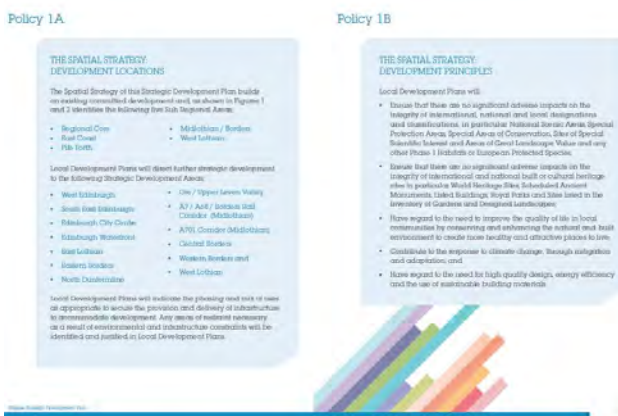 Policy 1A
THE SPATIAL STRATEGY:
DEVELOPMENT LOCATIONS
The Spatial Strategy of this Strategic Development Plan builds
on existing committed development and, as shown in Figures 1
and 2 identifies the following five Sub Regional Areas:
• Regional Core
• East Coast
• Fife Forth
• Midlothian / Borders
• West Lothian
Local Development Plans will direct further strategic development
to the following Strategic Development Areas:
• West Edinburgh
• South East Edinburgh
• Edinburgh City Centre
• Edinburgh Waterfront
• East Lothian
• Eastern Borders
• North Dunfermline
• Ore / Upper Leven Valley
• A7 / A68 / Borders Rail
Corridor (Midlothian)
• A701 Corridor (Midlothian)
• Central Borders
• Western Borders and
• West Lothian
Local Development Plans will indicate the phasing and mix of uses
as appropriate to secure the provision and delivery of infrastructure
to accommodate development. Any areas of restraint necessary
as a result of environmental and infrastructure constraints will be
identified and justified in Local Development Plans.
Policy 1B
THE SPATIAL STRATEGY:
DEVELOPMENT PRINCIPLES
Local Development Plans will:
• Ensure that there are no significant adverse impacts on the
integrity of international, national and local designations
and classifications, in particular National Scenic Areas, Special
Protection Areas, Special Areas of Conservation, Sites of Special
Scientific Interest and Areas of Great Landscape Value and any
other Phase 1 Habitats or European Protected Species;
• Ensure that there are no significant adverse impacts on the
integrity of international and national built or cultural heritage
sites in particular World Heritage Sites, Scheduled Ancient
Monuments, Listed Buildings, Royal Parks and Sites listed in the
Inventory of Gardens and Designed Landscapes;
• Have regard to the need to improve the quality of life in local
communities by conserving and enhancing the natural and built
environment to create more healthy and attractive places to live;
• Contribute to the response to climate change, through mitigation
and adaptation; and
• Have regard to the need for high quality design, energy efficiency
and the use of sustainable building materials.